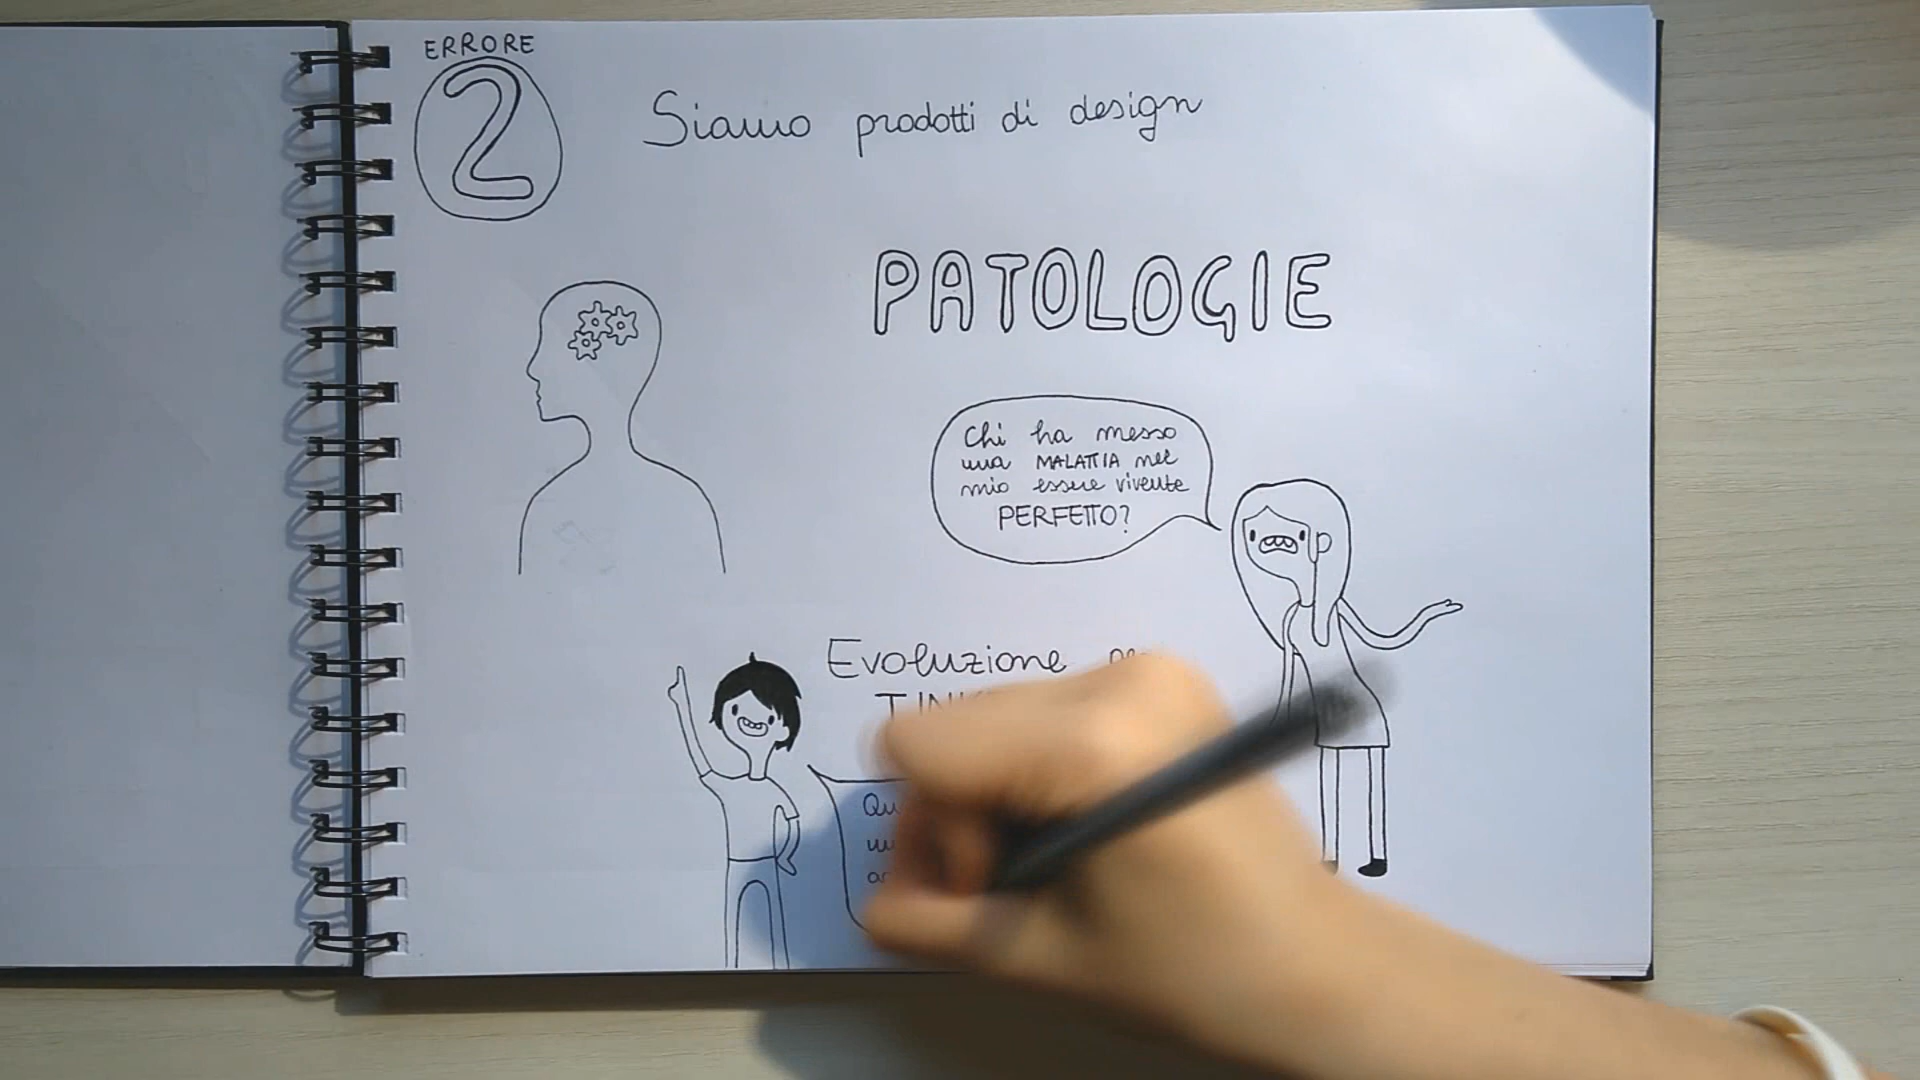 ERRORE
2
Siamo prodotti di design
PATOLOGIE
Chi ha messo
una MALATTIA nel
mio essere vivente
PERFETTO?
Evoluzione